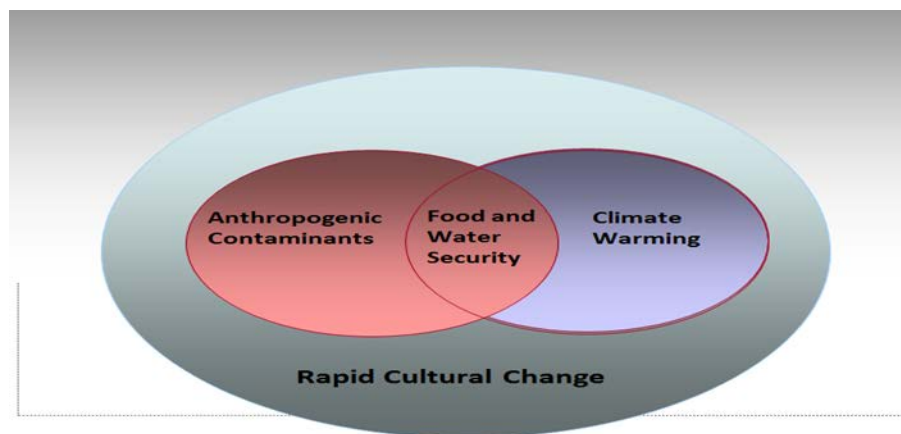 Anthropogenic
Contaminants
Food and
Water
Security
Climate
Warming
Rapid Cultural Change